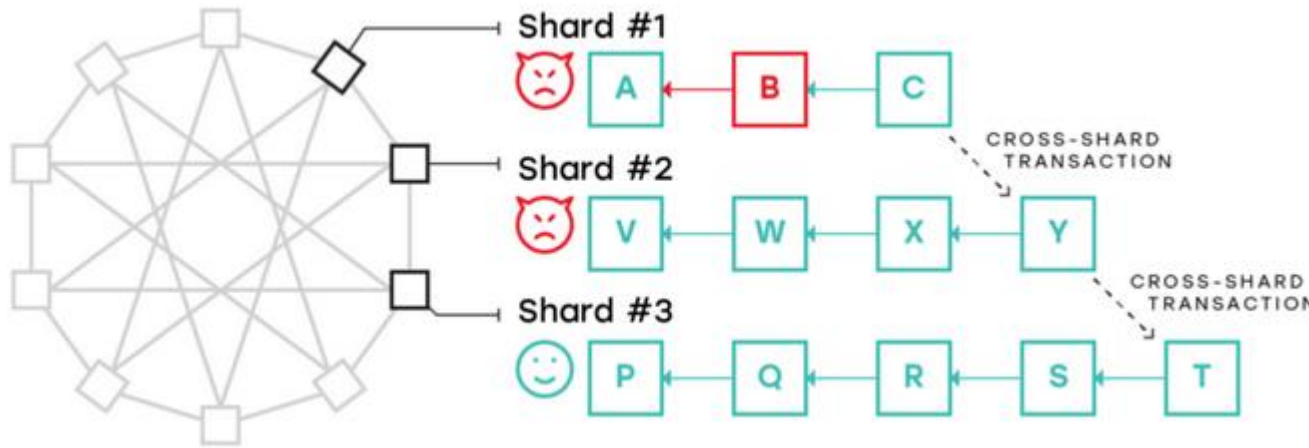 Shard #1
A B C
CROSS-SHARD
TRANSACTION
Shard #2
V W X Y
CROSS-SHARD
TRANSACTION
Shard #3
P Q R S T